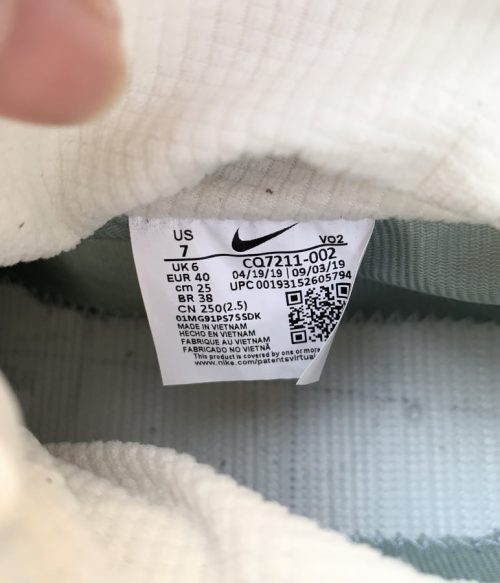 US
7
VO2
UK 6
CQ7211-002
EUR 40
04/19/19 | 09/03/19
cm 25
UPC 00193152605794
BR 38
CN 250(2.5)
01MG91PS75SDK
MADE IN VIETNAM
HECHO EN VIETNAM
FABRIQUE AU VIETNAM
FABRICADO NO VIETNÃ
This product is covered by one or more
www.nike.com/patentsvirtual